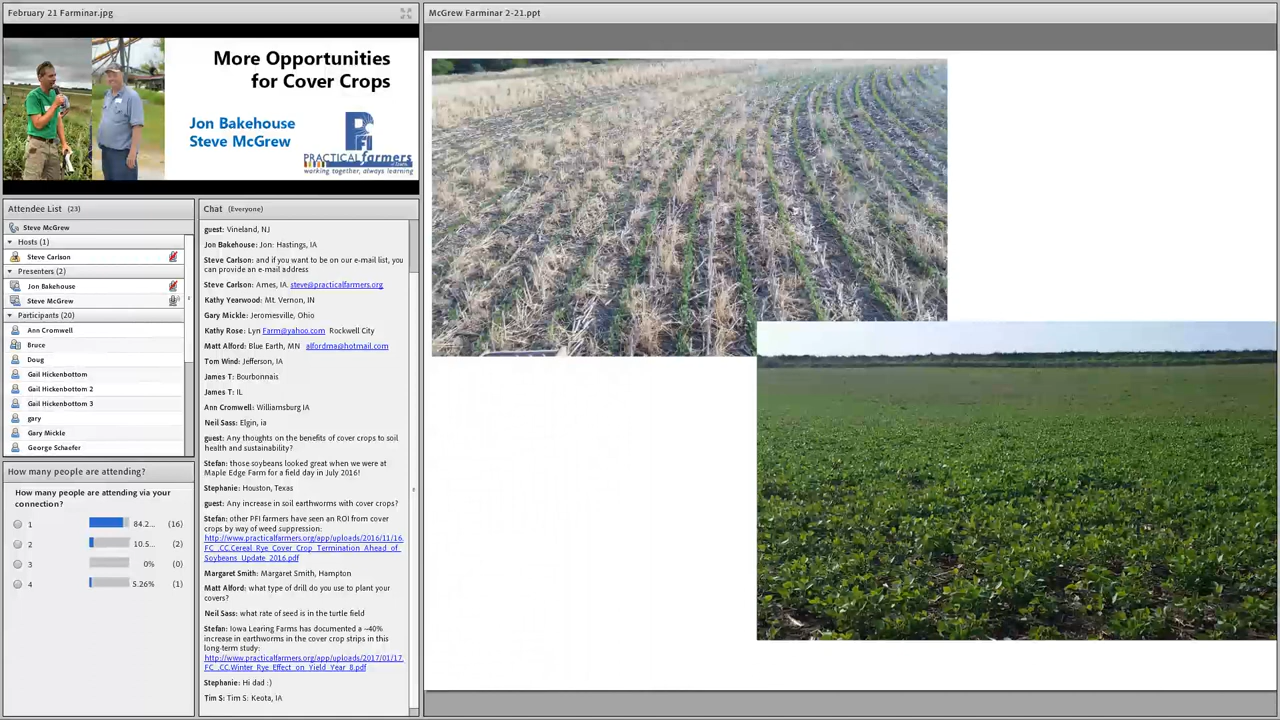 February 21 Farminar.jpg
More Opportunities
for Cover Crops
Jon Bakehouse
Steve McGrew
PFI
PRACTICAL farmers
working together, always learning
Attendee List (23)
Steve McGrew
Hosts (1)
Steve Carlson
Presenters (2)
Jon Bakehouse
Steve McGrew
Participants (20)
Ann Cromwell
Bruce
Doug
Gail Hickenbottom
Gail Hickenbottom 2
Gail Hickenbottom 3
gary
Gary Mickle
George Schaefer
How many people are attending?
How many people are attending via your
connection?
1 84.2... (16)
2 10.5... (2)
3 0% (0)
4 5.26% (1)
Chat (Everyone)
guest: Vineland, NJ
Jon Bakehouse: Jon: Hastings, IA
Steve Carlson: and if you want to be on our e-mail list, you
can provide an e-mail address
Steve Carlson: Ames, IA. steve@practicalfarmers.org
Kathy Yearwood: Mt. Vernon, IN
Gary Mickle: Jeromesville, Ohio
Kathy Rose: Lyn Farm@yahoo.com Rockwell City
Matt Alford: Blue Earth, MN alfordma@hotmail.com
Tom Wind: Jefferson, IA
James T: Bourbonnais
James T: IL
Ann Cromwell: Williamsburg IA
Neil Sass: Elgin, ia
guest: Any thoughts on the benefits of cover crops to soil
health and sustainability?
Stefan: those soybeans looked great when we were at
Maple Edge Farm for a field day in July 2016!
Stephanie: Houston, Texas
guest: Any increase in soil earthworms with cover crops?
Stefan: other PFI farmers have seen an ROI from cover
crops by way of weed suppression:
http://www.practicalfarmers.org/app/uploads/2016/11/16.
FC_.CC.Cereal_Rye_Cover_Crop_Termination_Ahead_of_
Soybeans_Update_2016.pdf
Margaret Smith: Margaret Smith, Hampton
Matt Alford: what type of drill do you use to plant your
covers?
Neil Sass: what rate of seed is in the turtle field
Stefan: Iowa Learing Farms has documented a ~40%
increase in earthworms in the cover crop strips in this
long-term study:
http://www.practicalfarmers.org/app/uploads/2017/01/17.
FC_.CC.Winter_Rye_Effect_on_Yield_Year_8.pdf
Stephanie: Hi dad :)
Tim S: Tim S: Keota, IA
McGrew Farminar 2-21.ppt